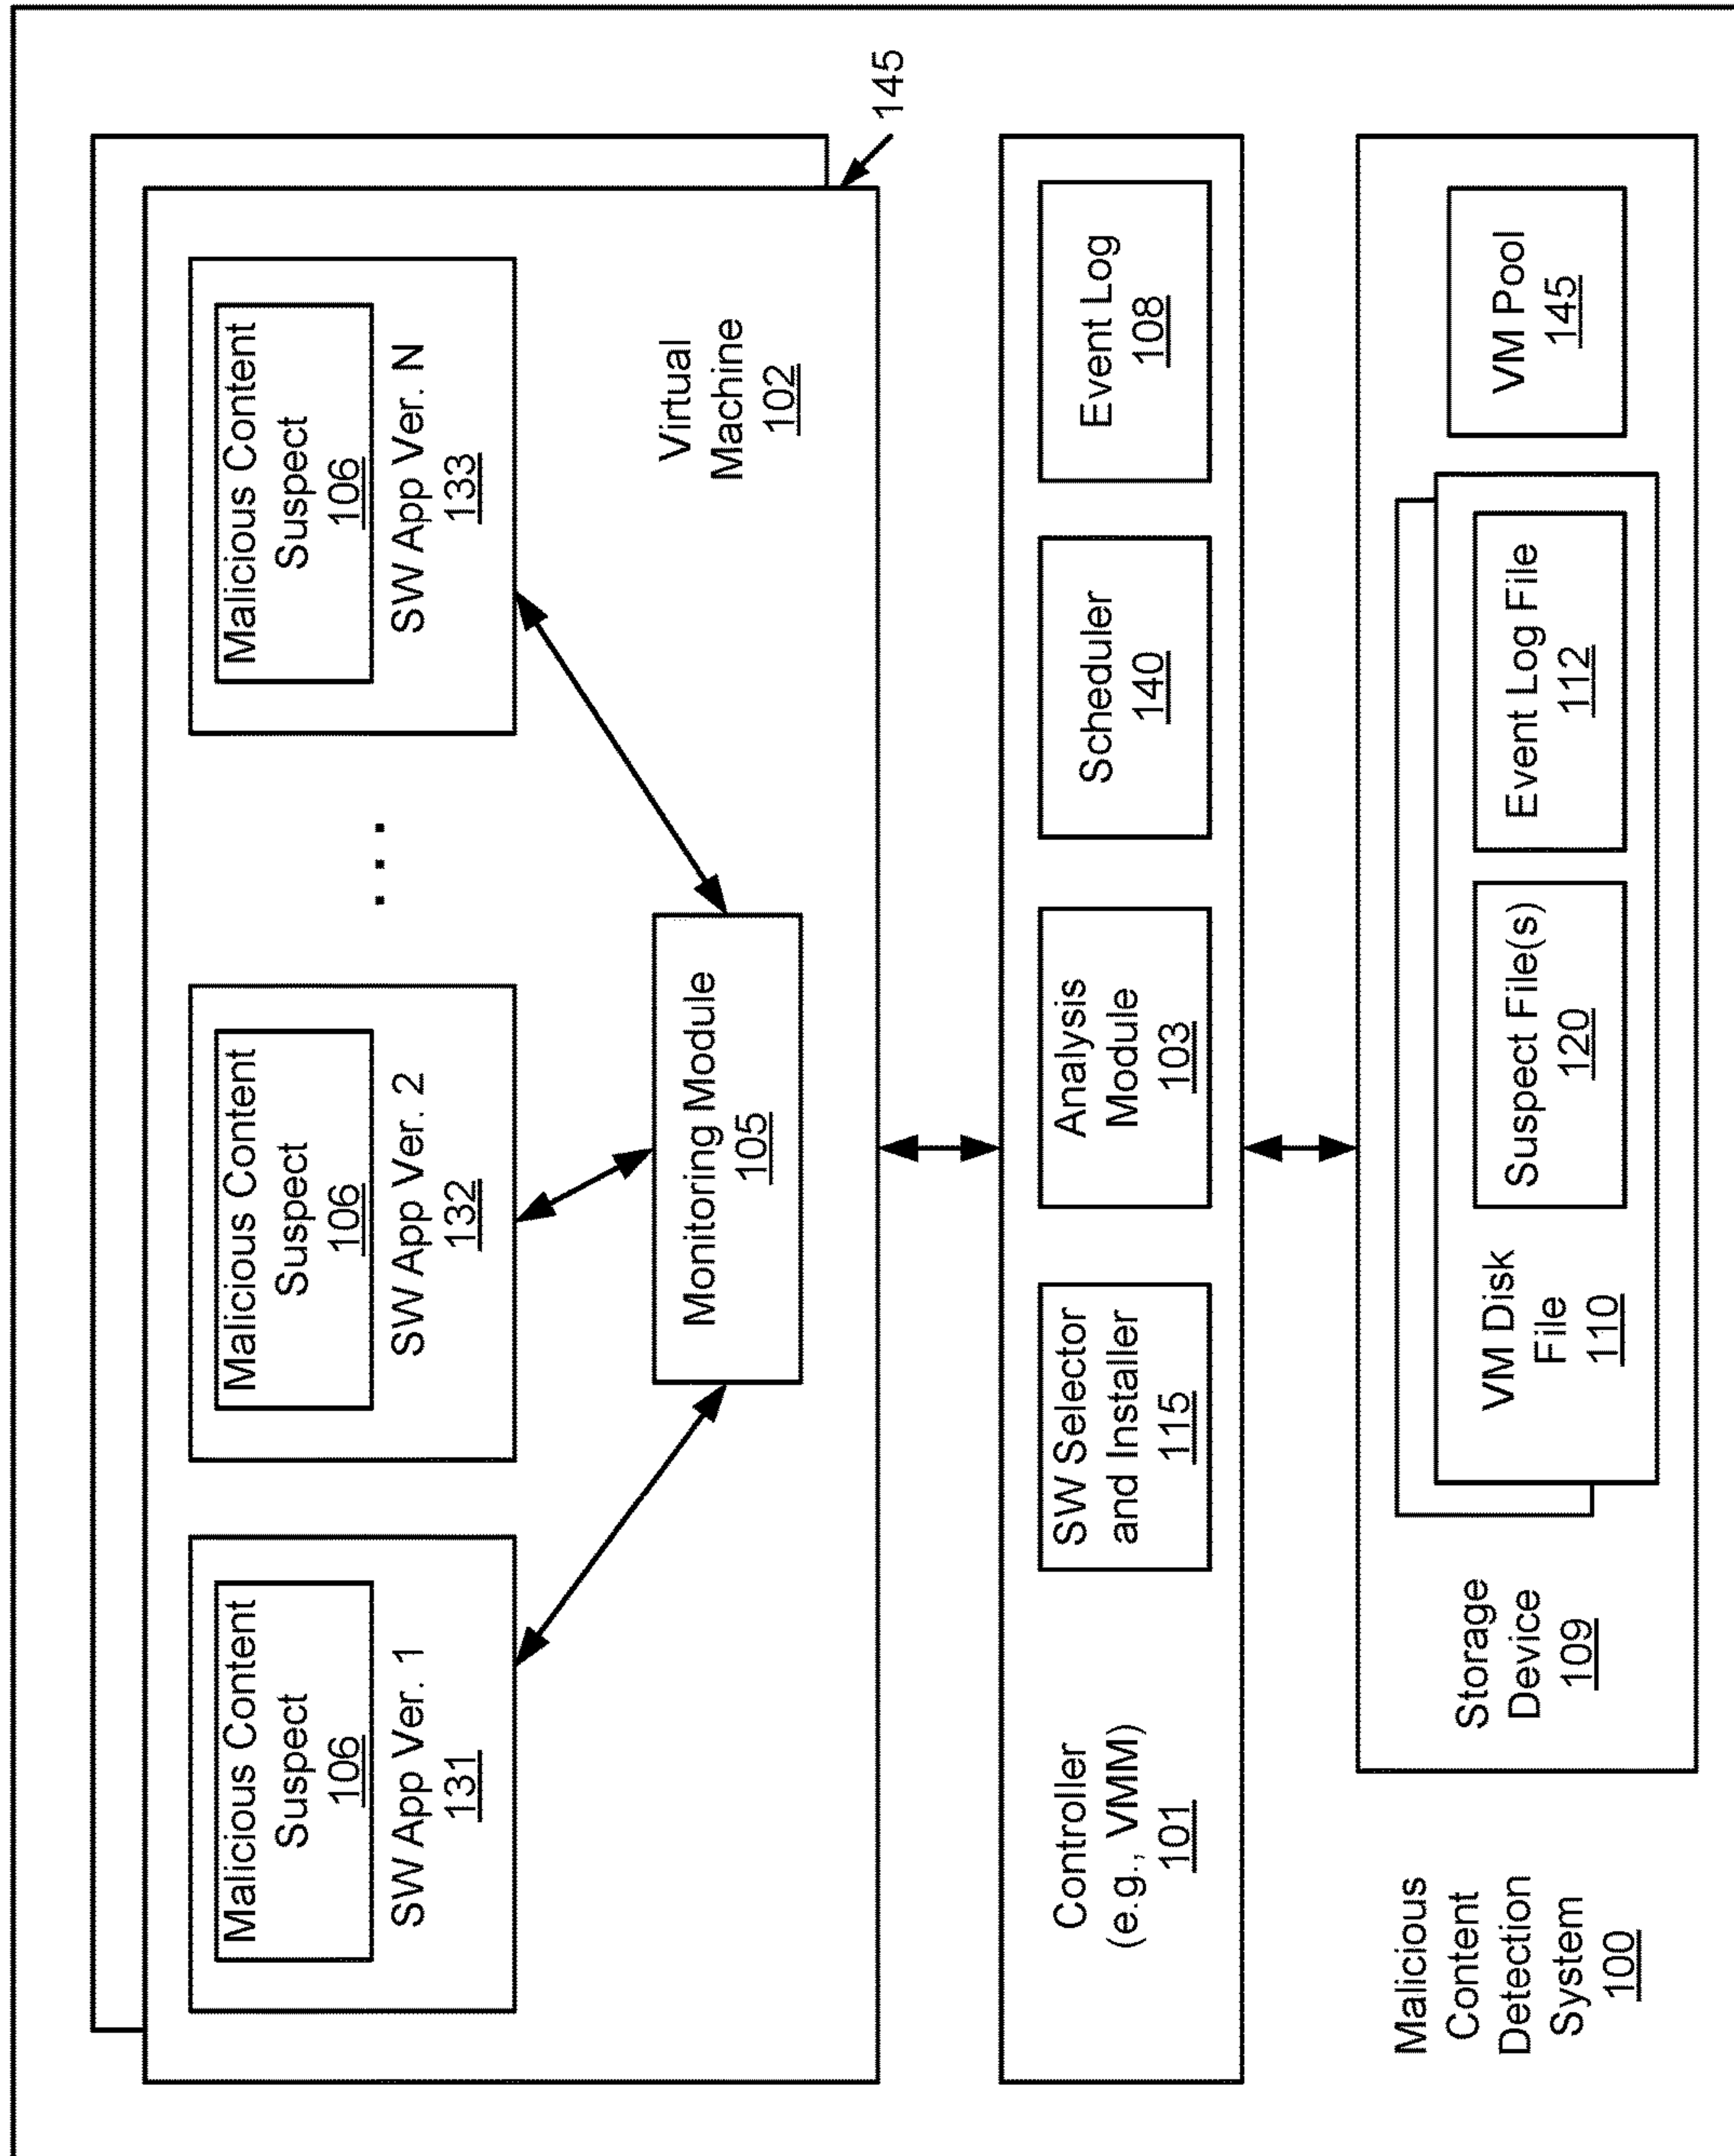 Malicious Content
Suspect
106
SW App Ver. 1
131
Malicious Content
Suspect
106
SW App Ver. 2
132
. . .
Malicious Content
Suspect
106
SW App Ver. N
133
Monitoring Module
105
Virtual
Machine
102
145
Controller
(e.g., VMM)
101
SW Selector
and Installer
115
Analysis
Module
103
Scheduler
140
Event Log
108
Storage
Device
109
VM Disk
File
110
Suspect File(s)
120
Event Log File
112
VM Pool
145
Malicious
Content
Detection
System
100